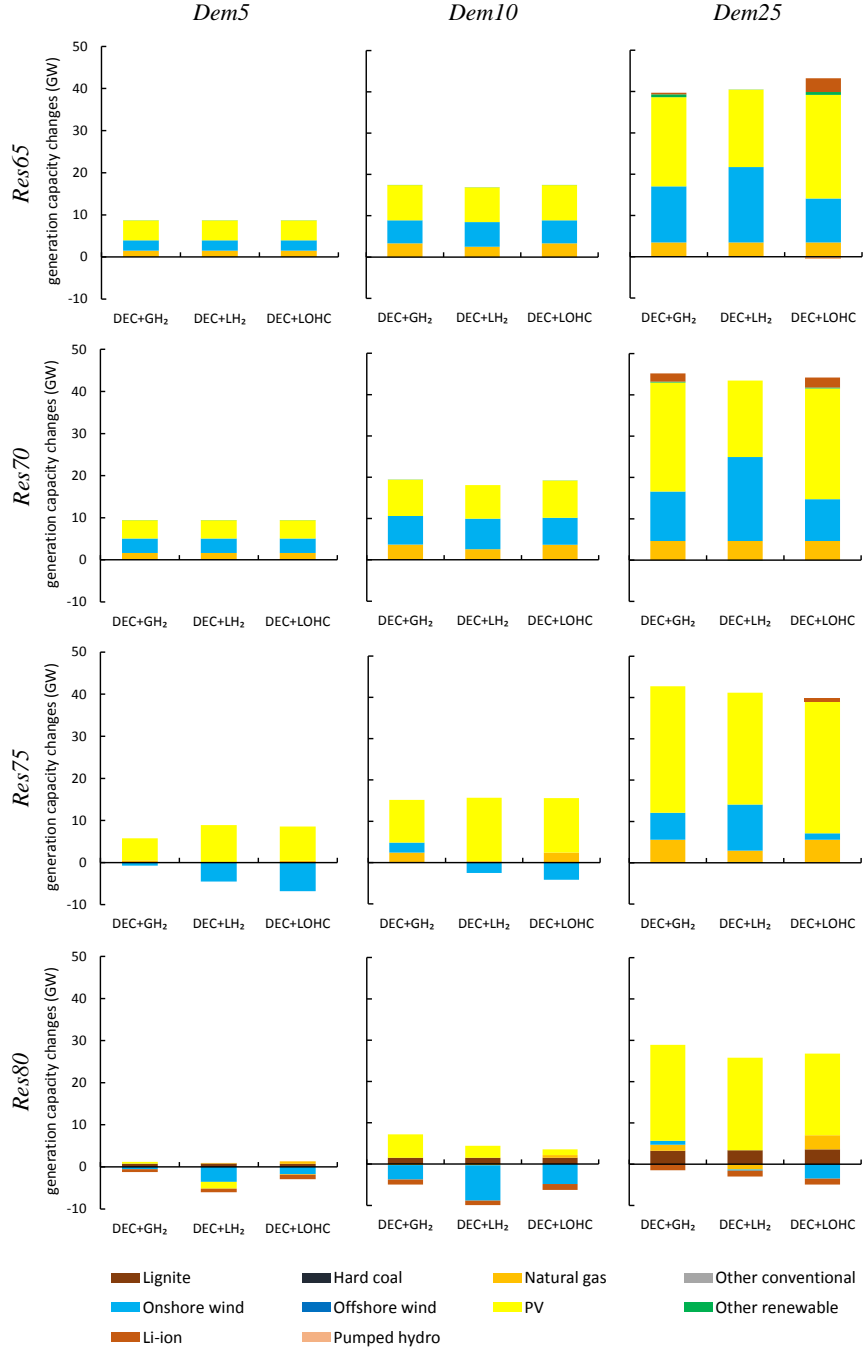 Dem5 Dem10 Dem25
Res65
generation capacity changes (GW)
50
40
30
20
10
0
-10
DEC+GH₂ DEC+LH₂ DEC+LOHC DEC+GH₂ DEC+LH₂ DEC+LOHC DEC+GH₂ DEC+LH₂ DEC+LOHC
Res70
generation capacity changes (GW)
50
40
30
20
10
0
-10
DEC+GH₂ DEC+LH₂ DEC+LOHC DEC+GH₂ DEC+LH₂ DEC+LOHC DEC+GH₂ DEC+LH₂ DEC+LOHC
Res75
generation capacity changes (GW)
50
40
30
20
10
0
-10
DEC+GH₂ DEC+LH₂ DEC+LOHC DEC+GH₂ DEC+LH₂ DEC+LOHC DEC+GH₂ DEC+LH₂ DEC+LOHC
Res80
generation capacity changes (GW)
50
40
30
20
10
0
-10
DEC+GH₂ DEC+LH₂ DEC+LOHC DEC+GH₂ DEC+LH₂ DEC+LOHC DEC+GH₂ DEC+LH₂ DEC+LOHC
Lignite Hard coal Natural gas Other conventional
Onshore wind Offshore wind PV Other renewable
Li-ion Pumped hydro